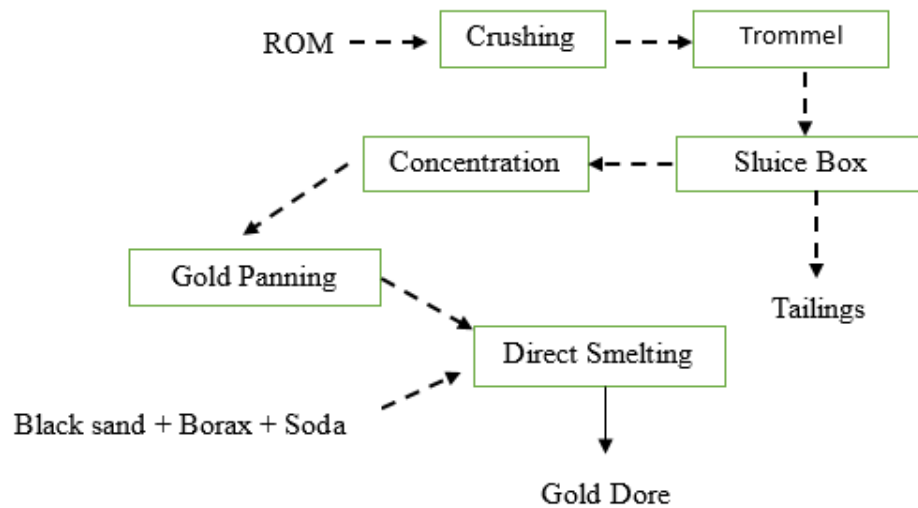 ROM
Crushing
Trommel
Concentration
Sluice Box
Gold Panning
Tailings
Direct Smelting
Black sand + Borax + Soda
Gold Dore